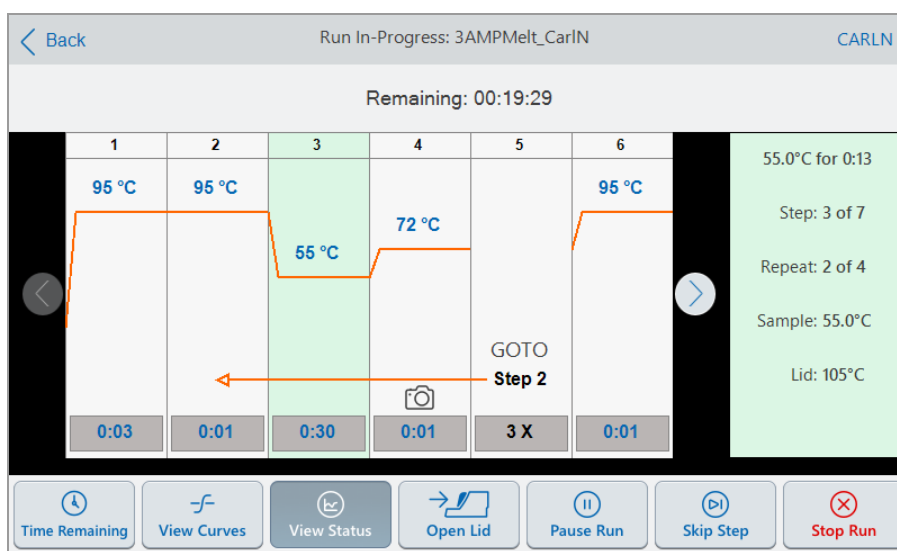 Back
Run In-Progress: 3AMPMelt_CarlN
CARLN
Remaining: 00:19:29
1 2 3 4 5 6
95 °C 95 °C 55 °C 72 °C 95 °C
GOTO
Step 2
0:03 0:01 0:30 0:01 3 X 0:01
55.0°C for 0:13
Step: 3 of 7
Repeat: 2 of 4
Sample: 55.0°C
Lid: 105°C
Time Remaining
View Curves
View Status
Open Lid
Pause Run
Skip Step
Stop Run